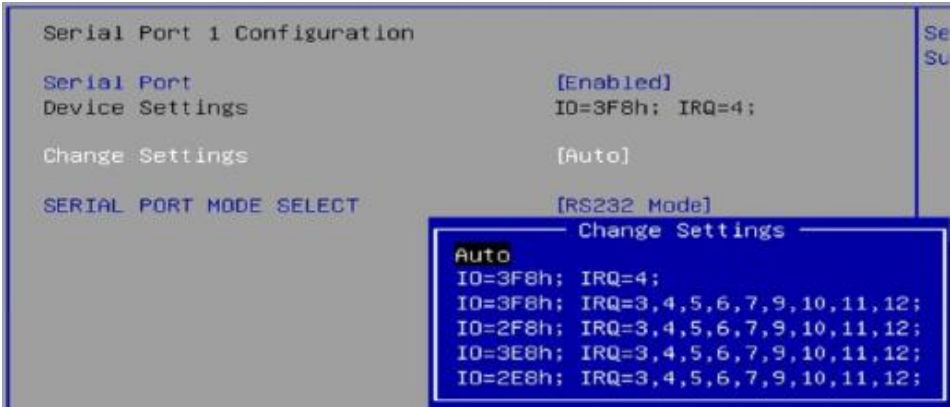 Serial Port 1 Configuration
Se
Su
Serial Port [Enabled]
Device Settings IO=3F8h; IRQ=4;
Change Settings [Auto]
SERIAL PORT MODE SELECT [RS232 Mode]
Change Settings
Auto
IO=3F8h; IRQ=4;
IO=3F8h; IRQ=3,4,5,6,7,9,10,11,12;
IO=2F8h; IRQ=3,4,5,6,7,9,10,11,12;
IO=3E8h; IRQ=3,4,5,6,7,9,10,11,12;
IO=2E8h; IRQ=3,4,5,6,7,9,10,11,12;